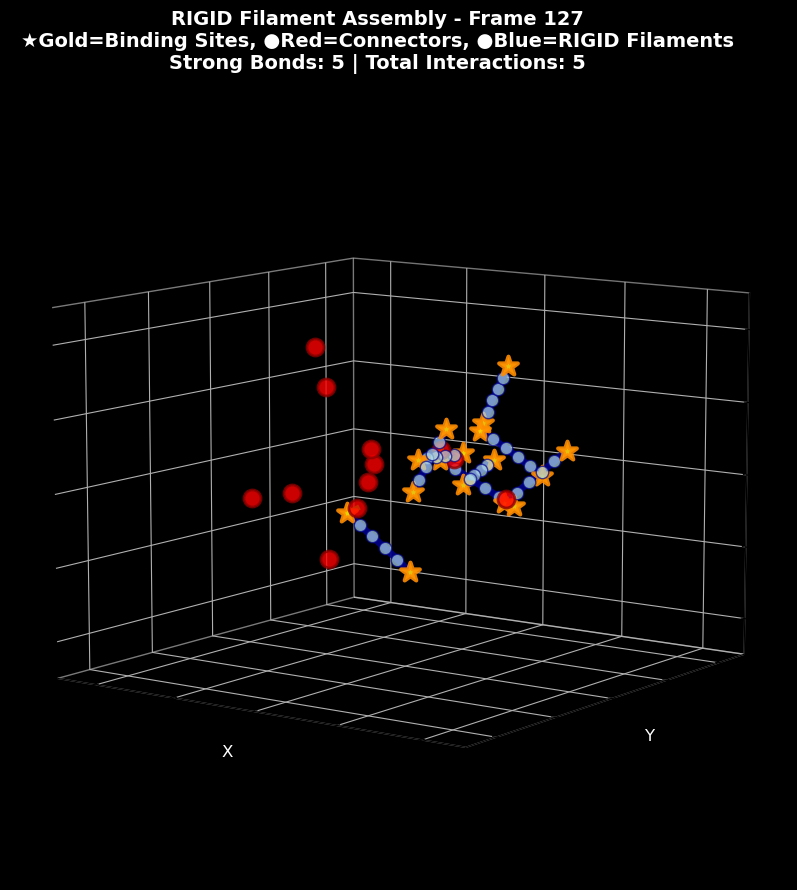 RIGID Filament Assembly - Frame 127
★Gold=Binding Sites, ●Red=Connectors, ●Blue=RIGID Filaments
Strong Bonds: 5 | Total Interactions: 5
X
Y